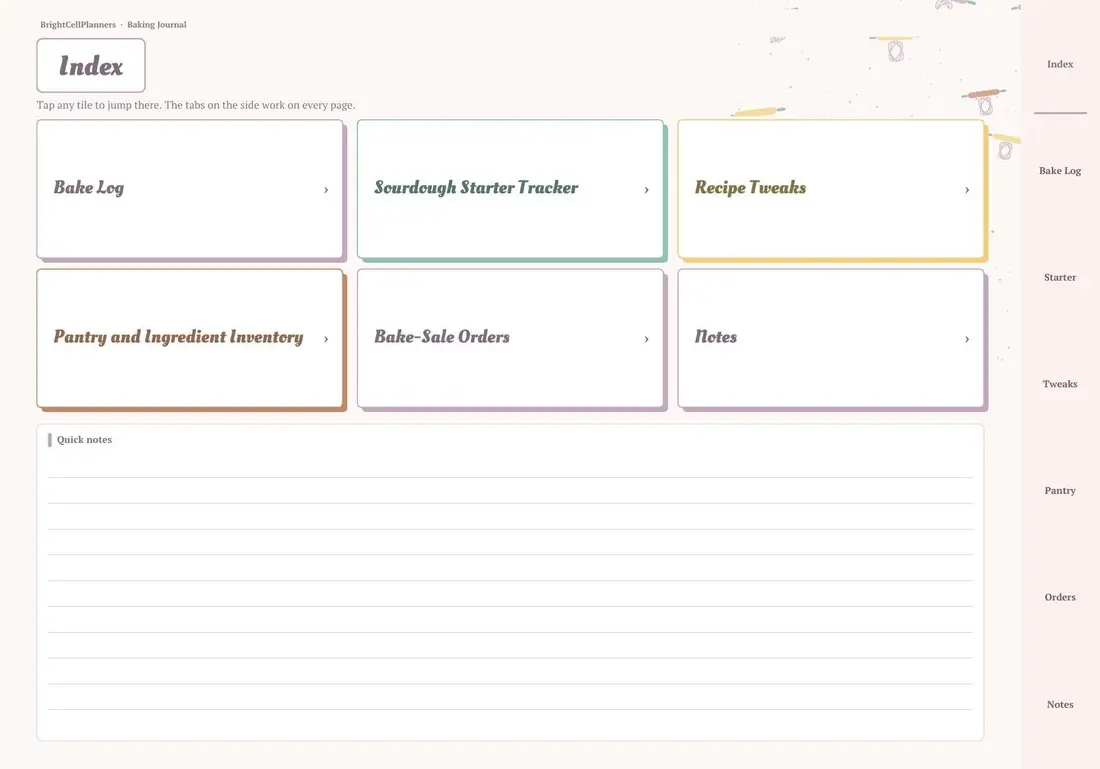 BrightCellPlanners · Baking Journal
Index
Tap any tile to jump there. The tabs on the side work on every page.
Bake Log ›
Sourdough Starter Tracker ›
Recipe Tweaks ›
Pantry and Ingredient Inventory ›
Bake-Sale Orders ›
Notes ›
Quick notes
Index
Bake Log
Starter
Tweaks
Pantry
Orders
Notes